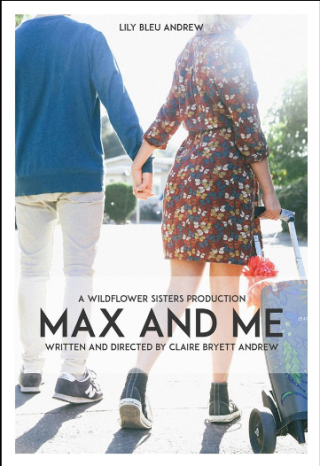 LILY BLEU ANDREW
A WILDFLOWER SISTERS PRODUCTION
MAX AND ME
WRITTEN AND DIRECTED BY CLAIRE BRYETT ANDREW